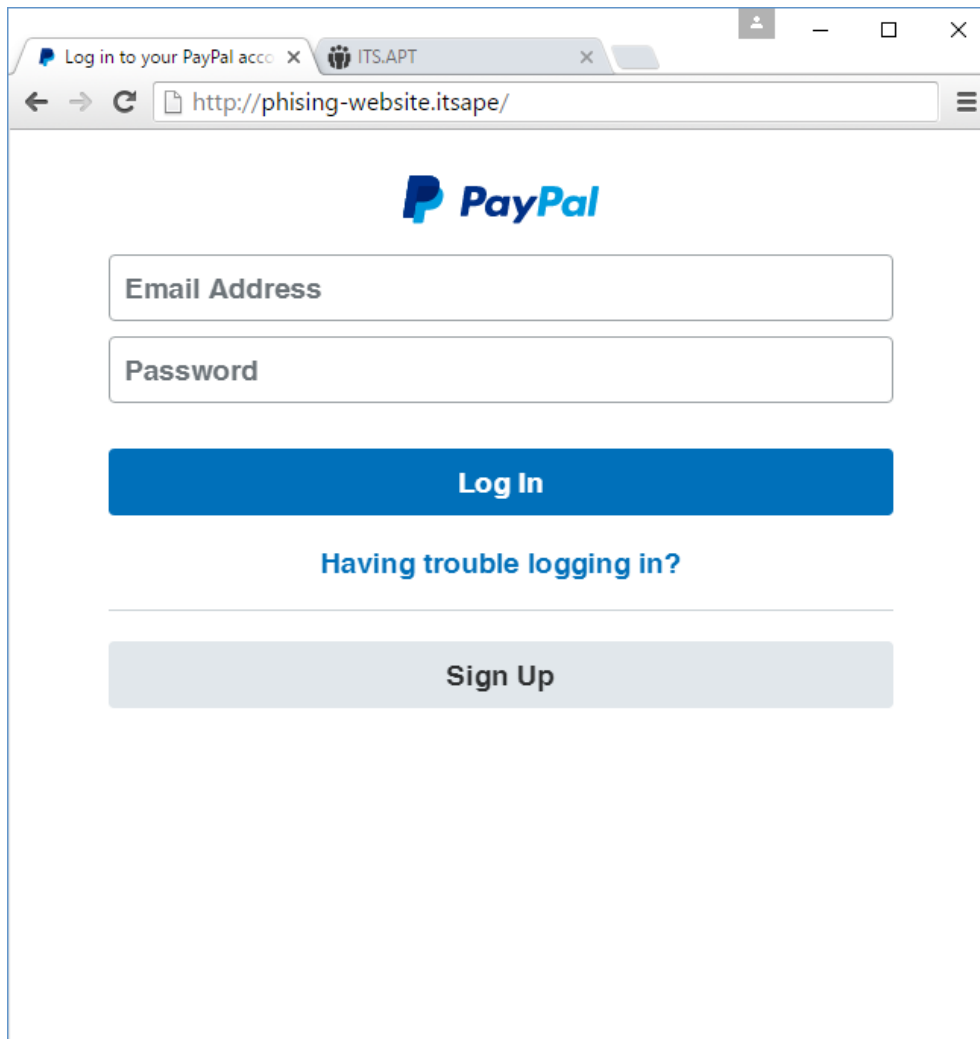 Log in to your PayPal acco
ITS.APT
http://phising-website.itsape/
PayPal
Email Address
Password
Log In
Having trouble logging in?
Sign Up